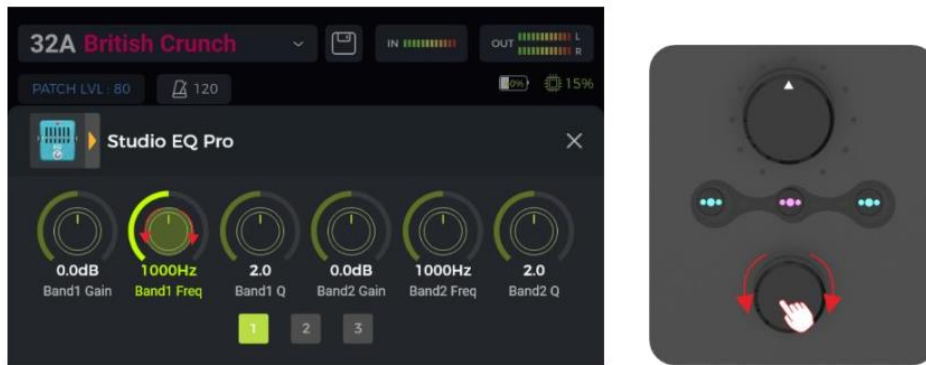 32A British Crunch
IN
OUT
L
R
PATCH LVL : 80
120
0%
15%
Studio EQ Pro
0.0dB 1000Hz 2.0 0.0dB 1000Hz 2.0
Band1 Gain Band1 Freq Band1 Q Band2 Gain Band2 Freq Band2 Q
1 2 3